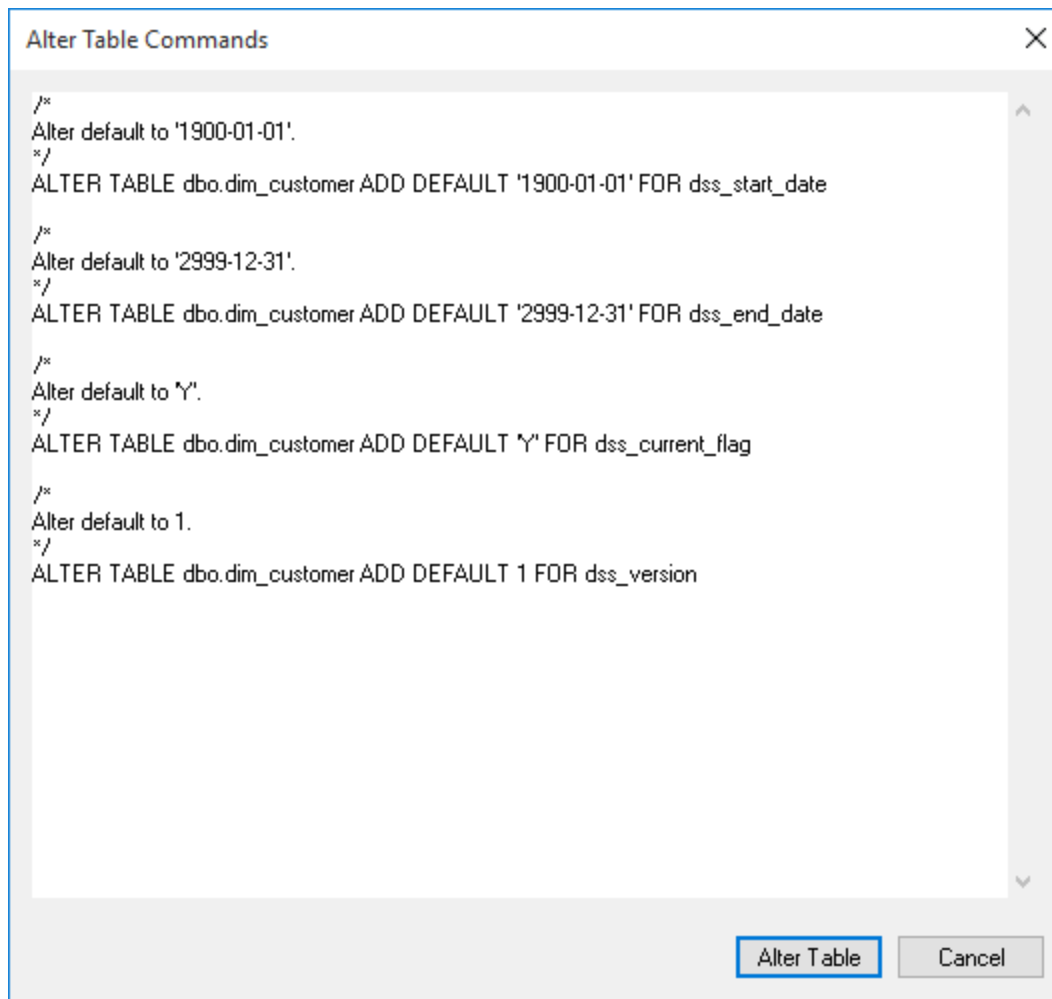 Alter Table Commands
/*
Alter default to '1900-01-01'.
*/
ALTER TABLE dbo.dim_customer ADD DEFAULT '1900-01-01' FOR dss_start_date
/*
Alter default to '2999-12-31'.
*/
ALTER TABLE dbo.dim_customer ADD DEFAULT '2999-12-31' FOR dss_end_date
/*
Alter default to 'Y'.
*/
ALTER TABLE dbo.dim_customer ADD DEFAULT 'Y' FOR dss_current_flag
/*
Alter default to 1.
*/
ALTER TABLE dbo.dim_customer ADD DEFAULT 1 FOR dss_version
Alter Table Cancel